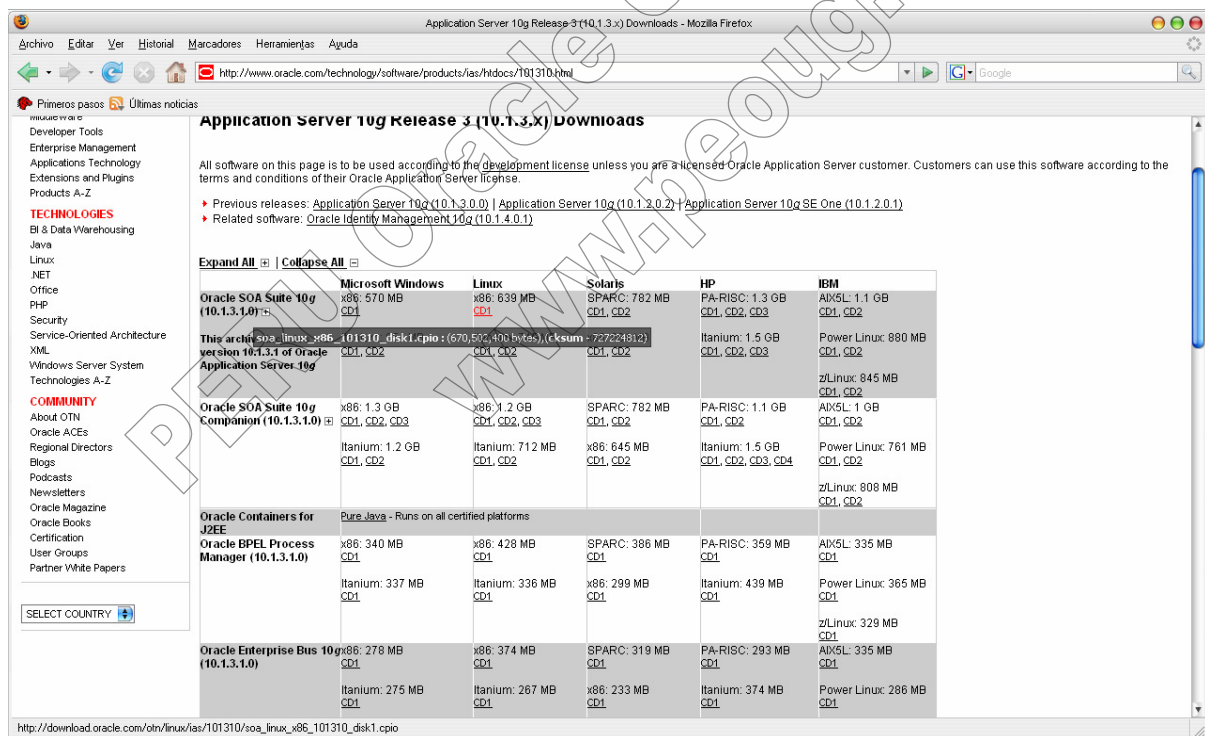 Application Server 10g Release 3 (10.1.3.x) Downloads - Mozilla Firefox
Archivo Editar Ver Historial Marcadores Herramientas Ayuda
http://www.oracle.com/technology/software/products/ias/htdocs/101310.html
G Google
Primeros pasos Últimas noticias
Middleware
Developer Tools
Enterprise Management
Applications Technology
Extensions and Plugins
Products A-Z
TECHNOLOGIES
BI & Data Warehousing
Java
Linux
.NET
Office
PHP
Security
Service-Oriented Architecture
XML
Windows Server System
Technologies A-Z
COMMUNITY
About OTN
Oracle ACEs
Regional Directors
Blogs
Podcasts
Newsletters
Oracle Magazine
Oracle Books
Certification
User Groups
Partner White Papers
SELECT COUNTRY
Application Server 10g Release 3 (10.1.3.x) Downloads
All software on this page is to be used according to the development license unless you are a licensed Oracle Application Server customer. Customers can use this software according to the
terms and conditions of their Oracle Application Server license.
Previous releases: Application Server 10g (10.1.3.0.0) | Application Server 10g (10.1.2.0.2) | Application Server 10g SE One (10.1.2.0.1)
Related software: Oracle Identity Management 10g (10.1.4.0.1)
Expand All | Collapse All
Microsoft Windows Linux Solaris HP IBM
Oracle SOA Suite 10g x86: 570 MB x86: 639 MB SPARC: 782 MB PA-RISC: 1.3 GB AIX5L: 1.1 GB
(10.1.3.1.0) CD1 CD1 CD1, CD2 CD1, CD2, CD3 CD1, CD2
This soa_linux_x86_101310_disk1.cpio : (670,502,400 bytes),(cksum - 727224812) Itanium: 1.5 GB Power Linux: 880 MB
version 10.1.3.1 of Oracle CD1, CD2 CD1, CD2 CD1, CD2 CD1, CD2, CD3 CD1, CD2
Application Server 10g
z/Linux: 845 MB
CD1, CD2
Oracle SOA Suite 10g x86: 1.3 GB x86: 1.2 GB SPARC: 782 MB PA-RISC: 1.1 GB AIX5L: 1 GB
Companion (10.1.3.1.0) CD1, CD2, CD3 CD1, CD2, CD3 CD1, CD2 CD1, CD2 CD1, CD2
Itanium: 1.2 GB Itanium: 712 MB x86: 645 MB Itanium: 1.5 GB Power Linux: 761 MB
CD1, CD2 CD1, CD2 CD1, CD2 CD1, CD2, CD3, CD4 CD1, CD2
z/Linux: 808 MB
CD1, CD2
Oracle Containers for Pure Java - Runs on all certified platforms
J2EE
Oracle BPEL Process x86: 340 MB x86: 428 MB SPARC: 386 MB PA-RISC: 359 MB AIX5L: 335 MB
Manager (10.1.3.1.0) CD1 CD1 CD1 CD1 CD1
Itanium: 337 MB Itanium: 336 MB x86: 299 MB Itanium: 439 MB Power Linux: 365 MB
CD1 CD1 CD1 CD1 CD1
z/Linux: 329 MB
CD1
Oracle Enterprise Bus 10g x86: 278 MB x86: 374 MB SPARC: 319 MB PA-RISC: 293 MB AIX5L: 335 MB
(10.1.3.1.0) CD1 CD1 CD1 CD1 CD1
Itanium: 275 MB Itanium: 267 MB x86: 233 MB Itanium: 374 MB Power Linux: 286 MB
CD1 CD1 CD1 CD1 CD1
http://download.oracle.com/otn/linux/ias/101310/soa_linux_x86_101310_disk1.cpio
PERU Oracle
www.peoug